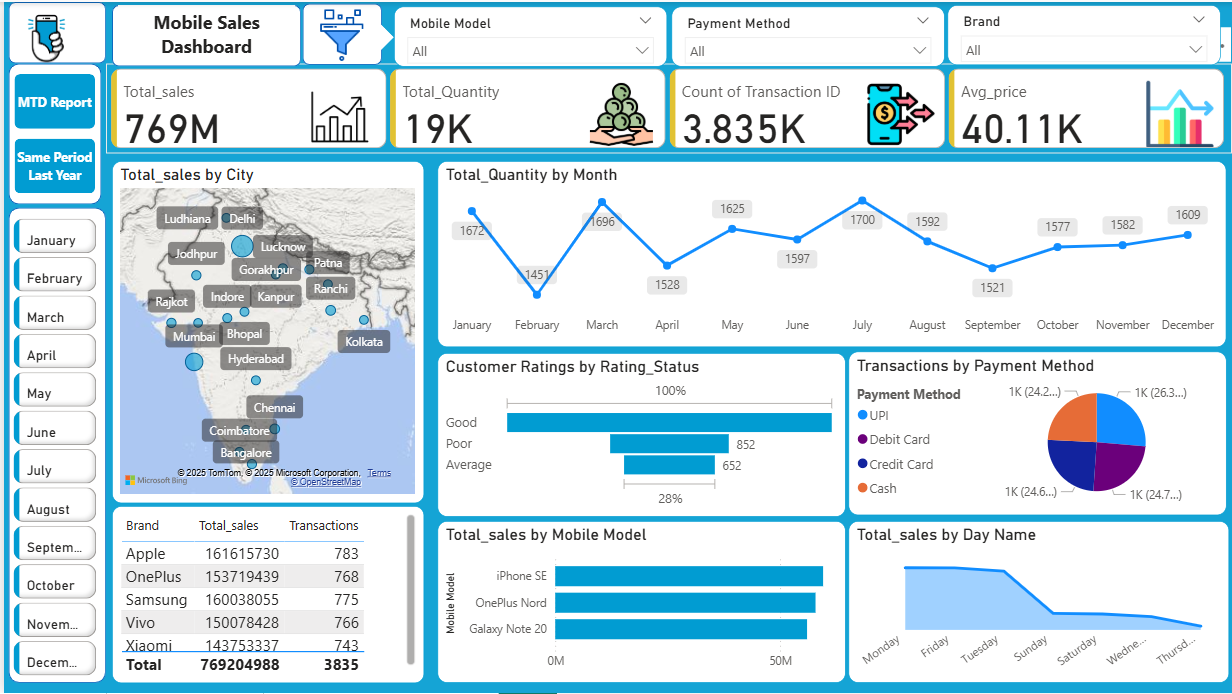 Mobile Sales
Dashboard
Mobile Model
All
Payment Method
All
Brand
All
MTD Report
Same Period
Last Year
Total_sales
769M
Total_Quantity
19K
Count of Transaction ID
3.835K
Avg_price
40.11K
January
February
March
April
May
June
July
August
Septem...
October
Novem...
Decem...
Total_sales by City
Ludhiana
Delhi
Jodhpur
Lucknow
Gorakhpur
Patna
Ranchi
Rajkot
Indore
Kanpur
Mumbai
Bhopal
Kolkata
Hyderabad
Chennai
Coimbatore
Bangalore
© 2025 TomTom, © 2025 Microsoft Corporation, Terms
Microsoft Bing
© OpenStreetMap
Total_Quantity by Month
1672
1451
1696
1528
1625
1597
1700
1592
1521
1577
1582
1609
January February March April May June July August September October November December
Customer Ratings by Rating_Status
100%
Good
Poor 852
Average 652
28%
Transactions by Payment Method
Payment Method
UPI
Debit Card
Credit Card
Cash
1K (24.2...)
1K (26.3...)
1K (24.6...)
1K (24.7...)
Brand Total_sales Transactions
Apple 161615730 783
OnePlus 153719439 768
Samsung 160038055 775
Vivo 150078428 766
Xiaomi 143753337 743
Total 769204988 3835
Total_sales by Mobile Model
Mobile Model
iPhone SE
OnePlus Nord
Galaxy Note 20
0M 50M
Total_sales by Day Name
Monday Friday Tuesday Sunday Saturday Wedne... Thursd...